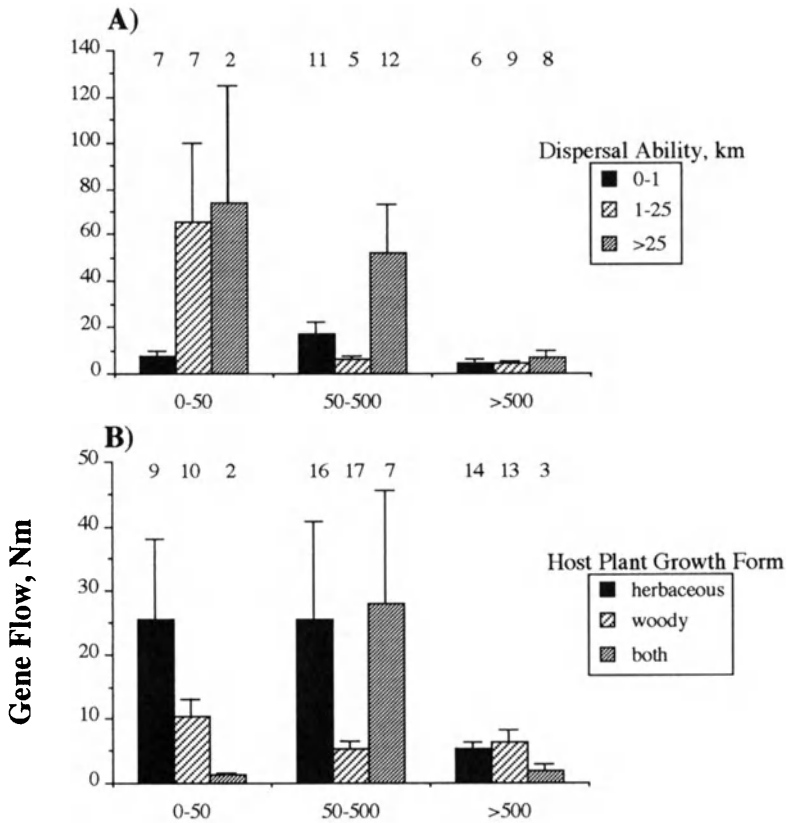 A)
7 7 2 11 5 12 6 9 8
140
120
100
80
60
40
20
0
0-50 50-500 >500
Dispersal Ability, km
0-1
1-25
>25
B)
9 10 2 16 17 7 14 13 3
50
40
30
20
10
0
0-50 50-500 >500
Host Plant Growth Form
herbaceous
woody
both
Gene Flow, Nm